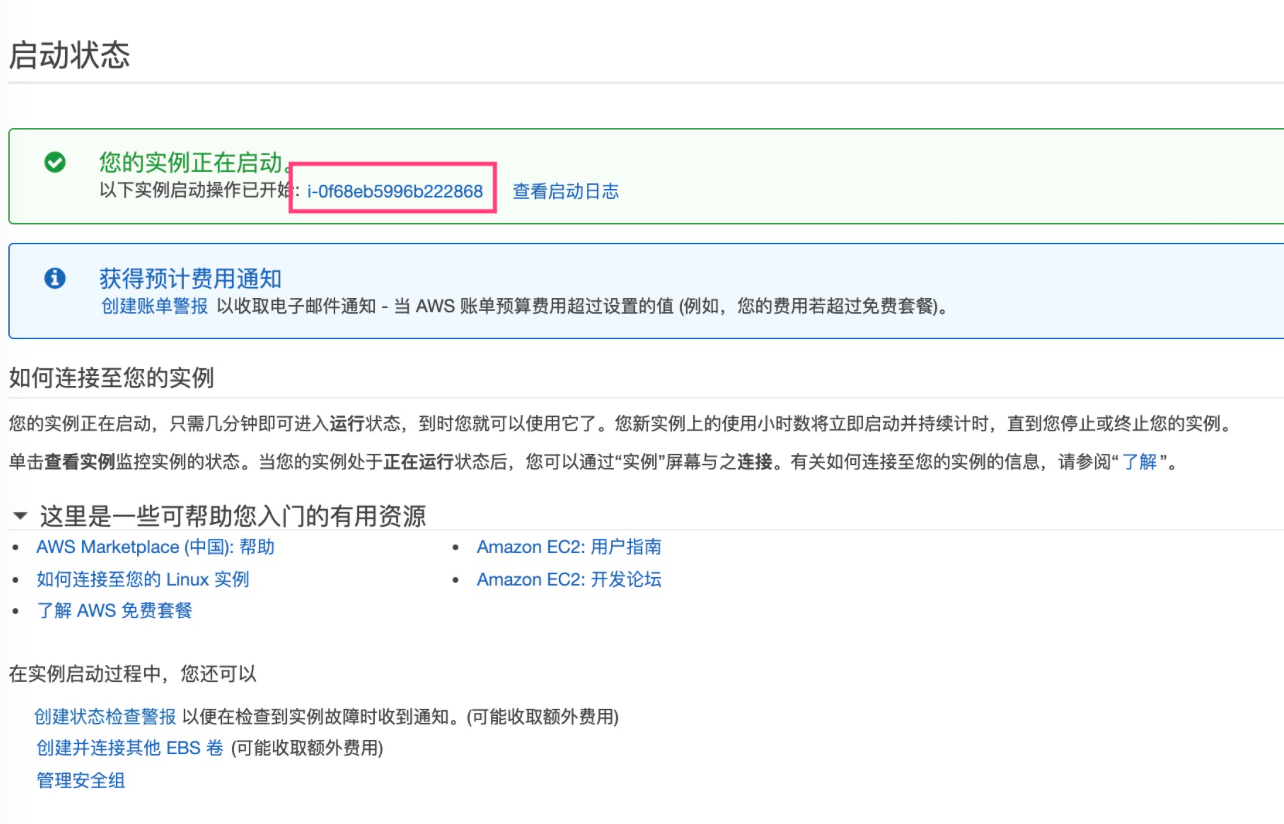 启动状态
您的实例正在启动。
以下实例启动操作已开始: i-0f68eb5996b222868 查看启动日志
获得预计费用通知
创建账单警报 以收取电子邮件通知 - 当 AWS 账单预算费用超过设置的值 (例如，您的费用若超过免费套餐)。
如何连接至您的实例
您的实例正在启动，只需几分钟即可进入运行状态，到时您就可以使用它了。您新实例上的使用小时数将立即启动并持续计时，直到您停止或终止您的实例。
单击查看实例监控实例的状态。当您的实例处于正在运行状态后，您可以通过“实例”屏幕与之连接。有关如何连接至您的实例的信息，请参阅“了解”。
这里是一些可帮助您入门的有用资源
AWS Marketplace (中国): 帮助
如何连接至您的 Linux 实例
了解 AWS 免费套餐
Amazon EC2: 用户指南
Amazon EC2: 开发论坛
在实例启动过程中，您还可以
创建状态检查警报 以便在检查到实例故障时收到通知。(可能收取额外费用)
创建并连接其他 EBS 卷 (可能收取额外费用)
管理安全组